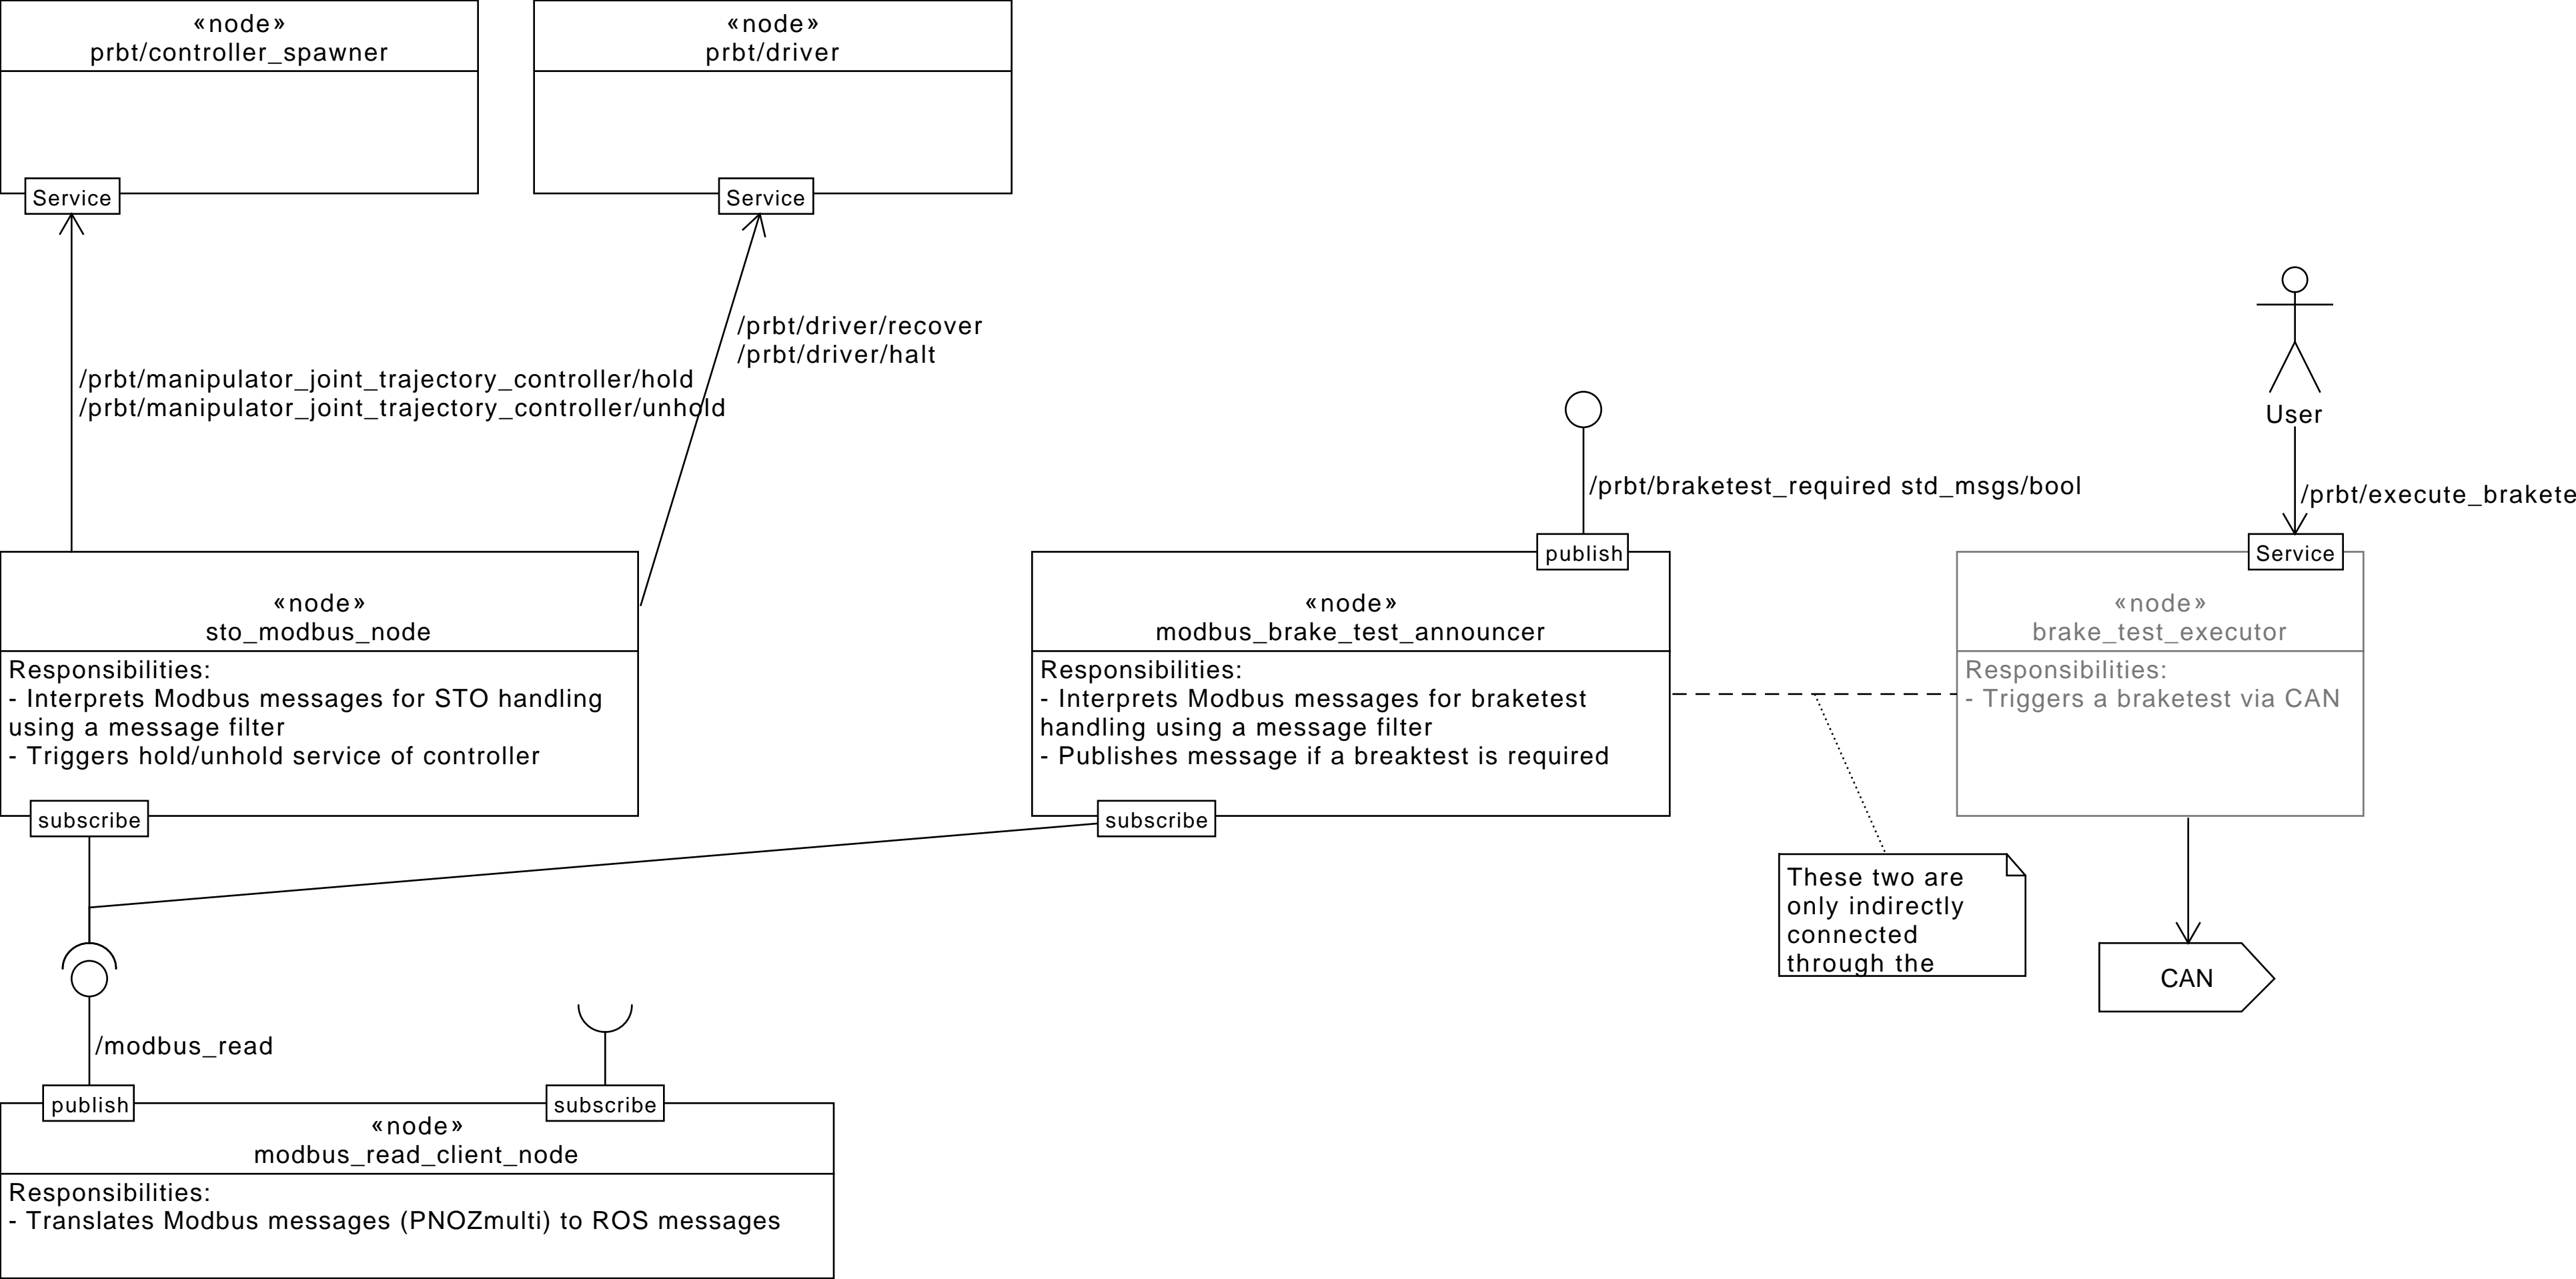 «node»
prbt/controller_spawner
Service
«node»
prbt/driver
Service
/prbt/driver/recover
/prbt/driver/halt
/prbt/manipulator_joint_trajectory_controller/hold
/prbt/manipulator_joint_trajectory_controller/unhold
User
/prbt/braketest_required std_msgs/bool
/prbt/execute_brakete
«node»
sto_modbus_node
Responsibilities:
- Interprets Modbus messages for STO handling
using a message filter
- Triggers hold/unhold service of controller
subscribe
publish
«node»
modbus_brake_test_announcer
Responsibilities:
- Interprets Modbus messages for braketest
handling using a message filter
- Publishes message if a breaktest is required
subscribe
Service
«node»
brake_test_executor
Responsibilities:
- Triggers a braketest via CAN
These two are
only indirectly
connected
through the
CAN
/modbus_read
publish
subscribe
«node»
modbus_read_client_node
Responsibilities:
- Translates Modbus messages (PNOZmulti) to ROS messages